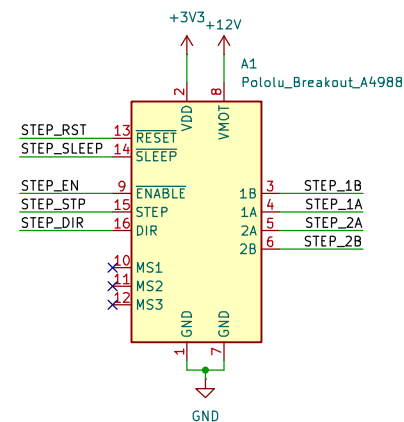 +3V3
+12V
A1
Pololu_Breakout_A4988
2
8
VDD
VMOT
STEP_RST
13
RESET
STEP_SLEEP
14
SLEEP
STEP_EN
9
ENABLE
1B
3
STEP_1B
STEP_STP
15
STEP
1A
4
STEP_1A
STEP_DIR
16
DIR
2A
5
STEP_2A
2B
6
STEP_2B
10
MS1
11
MS2
12
MS3
GND
GND
1
7
GND